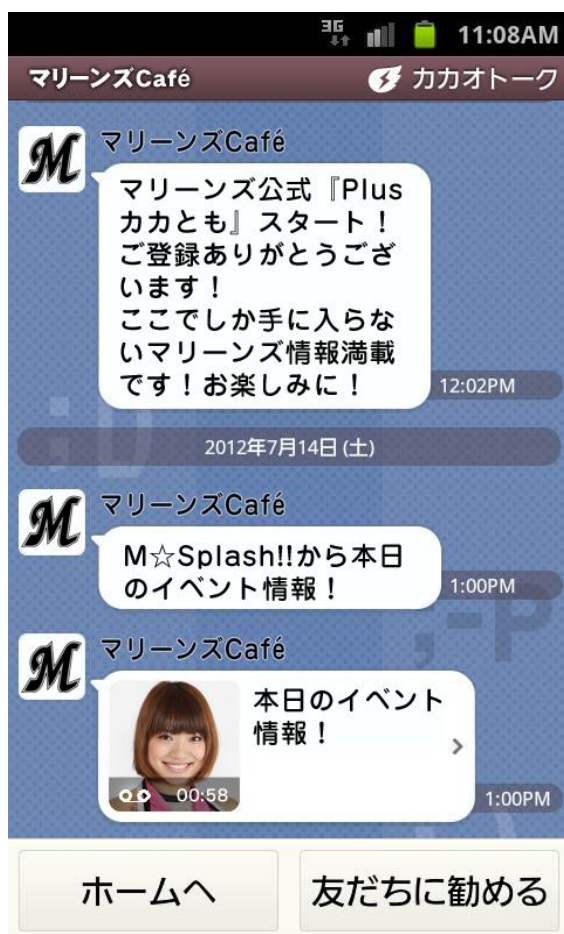 3G 11:08AM
マリーンズCafé カカオトーク
M マリーンズCafé
マリーンズ公式『Plus
カカとも』スタート！
ご登録ありがとうござ
います！
ここでしか手に入らな
いマリーンズ情報満載
です！お楽しみに！
12:02PM
;D
2012年7月14日 (土)
M マリーンズCafé
M☆Splash!!から本日
のイベント情報！
1:00PM
;-P
M マリーンズCafé
本日のイベント
情報！
00:58
1:00PM
ホームへ 友だちに勧める